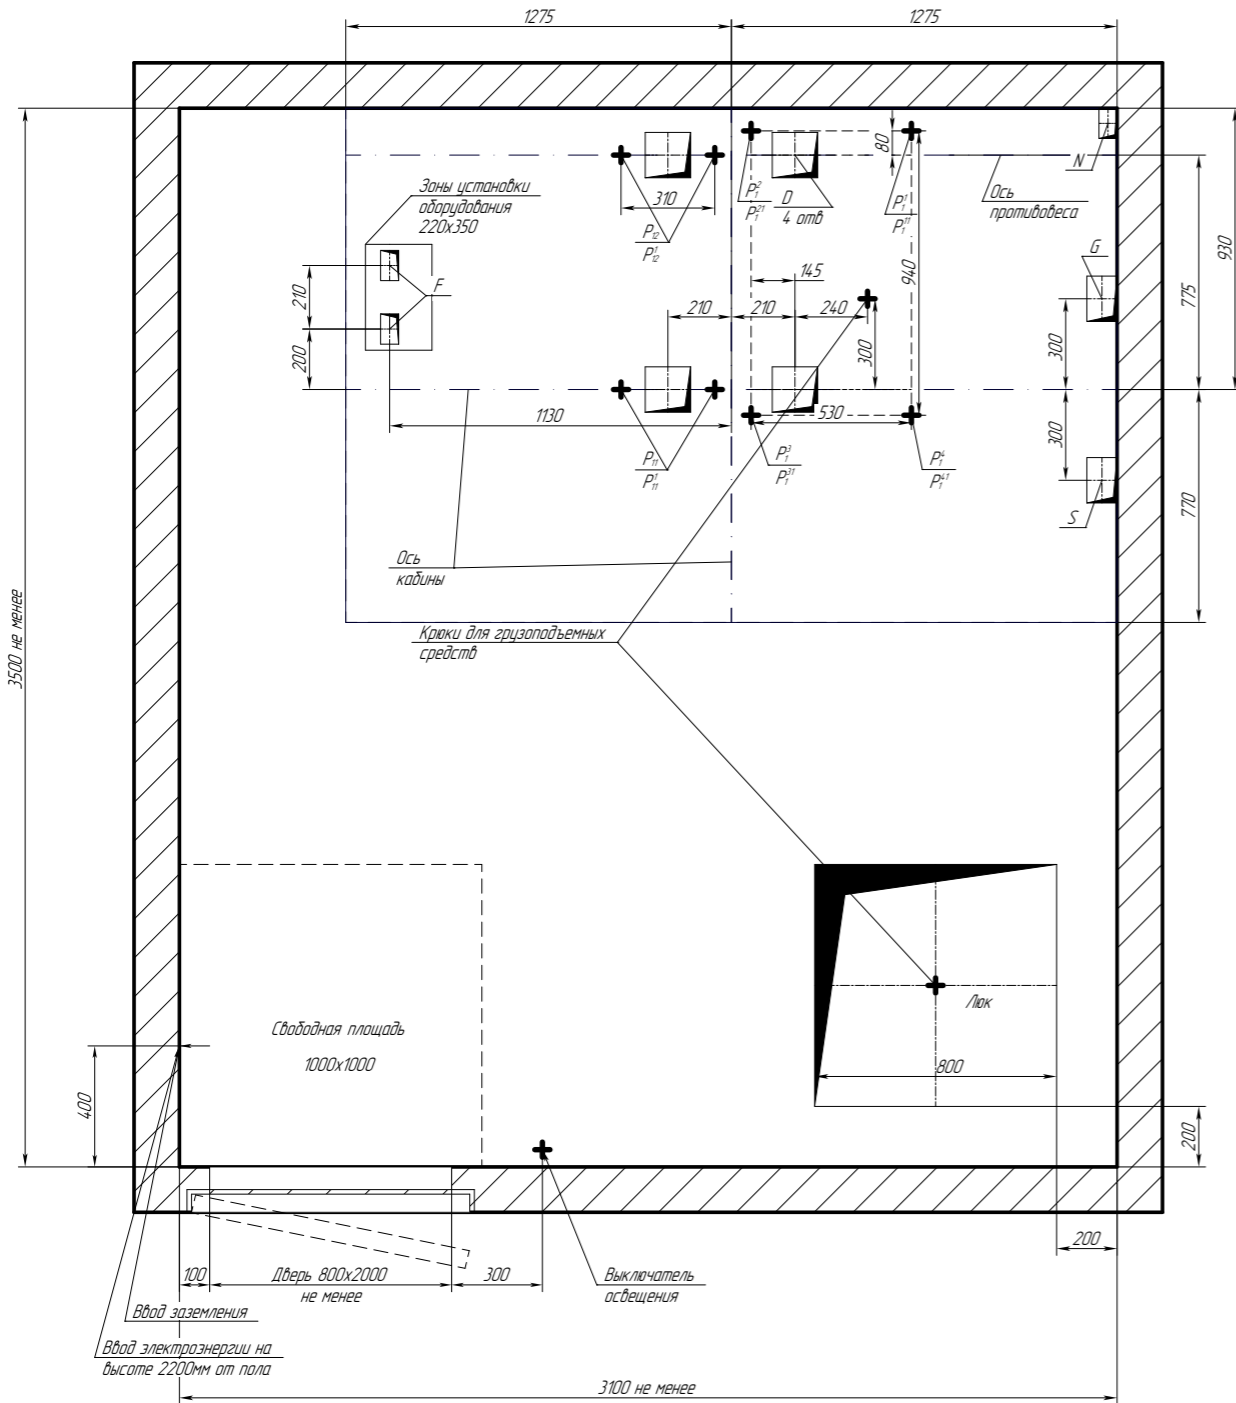 1275
1275
80
N
Зоны установки
оборудования
220х350
310
P₁²
P₁²¹
D
4 отв
P₁¹
P₁¹¹
Ось
противовеса
930
P₁₂
P¹₁₂
G
775
940
F
210
145
210
210
240
200
300
300
1130
530
300
P₁₁
P¹₁₁
P₁³
P₁³¹
P₁⁴
P₁⁴¹
S
770
Ось
кабины
Крюки для грузоподъемных
средств
3500 не менее
Люк
Свободная площадь
1000х1000
800
400
200
200
100
Дверь 800х2000
не менее
300
Выключатель
освещения
Ввод заземления
Ввод электроэнергии на
высоте 2200мм от пола
3100 не менее